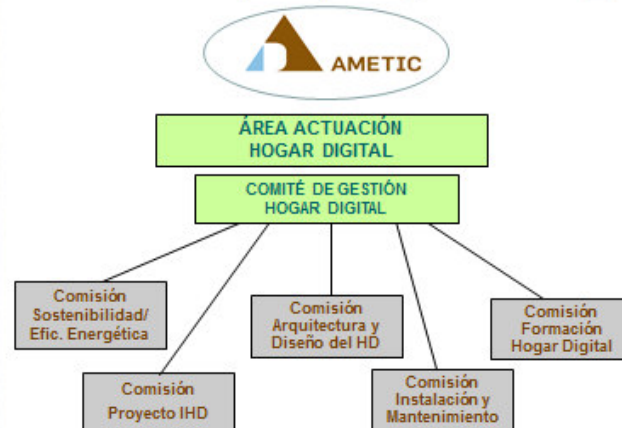 AMETIC
ÁREA ACTUACIÓN
HOGAR DIGITAL
COMITÉ DE GESTIÓN
HOGAR DIGITAL
Comisión
Sostenibilidad/
Efic. Energética
Comisión
Arquitectura y
Diseño del HD
Comisión
Formación
Hogar Digital
Comisión
Proyecto IHD
Comisión
Instalación y
Mantenimiento